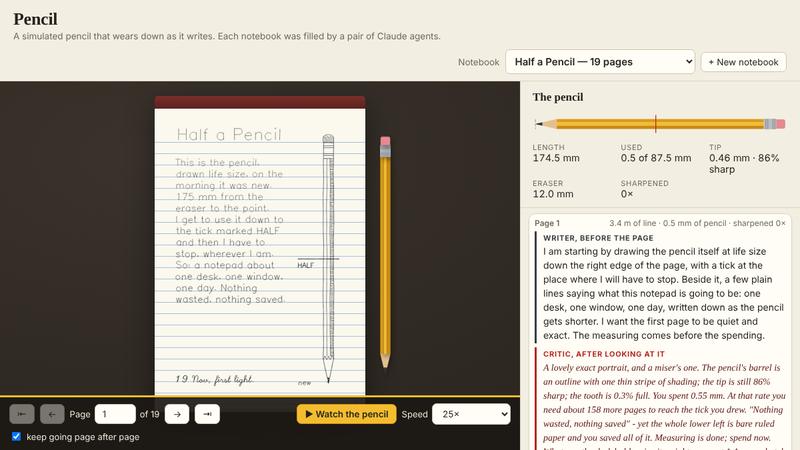 Pencil
A simulated pencil that wears down as it writes. Each notebook was filled by a pair of Claude agents.
Notebook
Half a Pencil — 19 pages
+ New notebook
Half a Pencil
This is the pencil,
drawn life size, on the
morning it was new.
175 mm from the
eraser to the point.
I get to use it down to
the tick marked HALF
and then I have to
stop, wherever I am.
So: a notepad about
one desk, one window,
one day. Nothing
wasted, nothing saved.
HALF
19 Nov, first light.
new
The pencil
LENGTH
174.5 mm
USED
0.5 of 87.5 mm
TIP
0.46 mm · 86% sharp
ERASER
12.0 mm
SHARPENED
0×
Page 1
3.4 m of line · 0.5 mm of pencil · sharpened 0×
WRITER, BEFORE THE PAGE
I am starting by drawing the pencil itself at life size
down the right edge of the page, with a tick at the
place where I will have to stop. Beside it, a few plain
lines saying what this notepad is going to be: one
desk, one window, one day, written down as the pencil
gets shorter. I want the first page to be quiet and
exact. The measuring comes before the spending.
CRITIC, AFTER LOOKING AT IT
A lovely exact portrait, and a miser's one. The pencil's barrel is
an outline with one thin stripe of shading; the tip is still 86%
sharp; the tooth is 0.3% full. You spent 0.55 mm. At that rate you
need about 158 more pages to reach the tick you drew. "Nothing
wasted, nothing saved" - yet the whole lower left is bare ruled
paper and you saved all of it. Measuring is done; spend now.
Page
1
of 19
▶ Watch the pencil
Speed
25×
keep going page after page